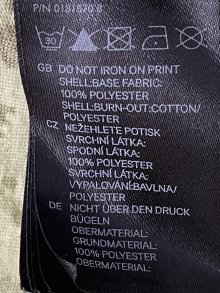 P/N 0181820 8
30
GB DO NOT IRON ON PRINT
SHELL:BASE FABRIC:
100% POLYESTER
SHELL:BURN-OUT:COTTON/
POLYESTER
CZ NEŽEHLETE POTISK
SVRCHNÍ LÁTKA:
SPODNÍ LÁTKA:
100% POLYESTER
SVRCHNÍ LÁTKA:
VYPALOVÁNÍ:BAVLNA/
POLYESTER
DE NICHT ÜBER DEN DRUCK
BÜGELN
OBERMATERIAL:
GRUNDMATERIAL:
100% POLYESTER
OBERMATERIAL: